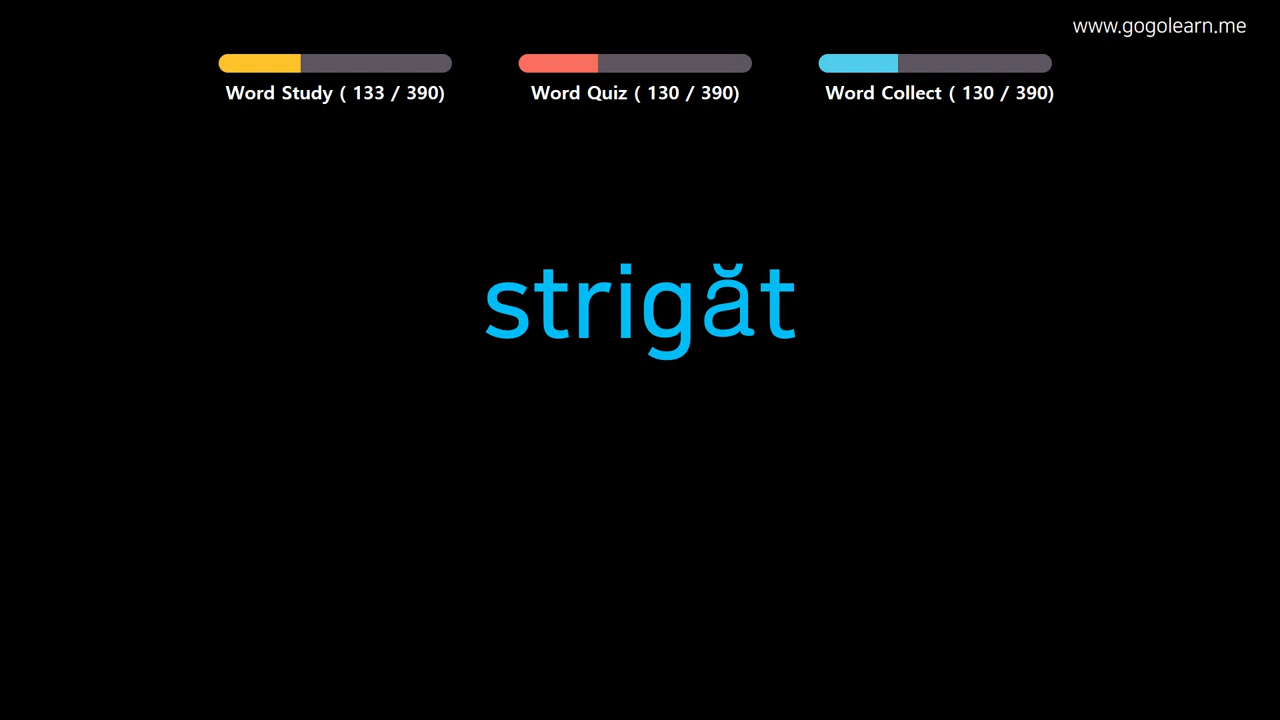 www.gogolearn.me
Word Study ( 133 / 390)
Word Quiz ( 130 / 390)
Word Collect ( 130 / 390)
strigăt